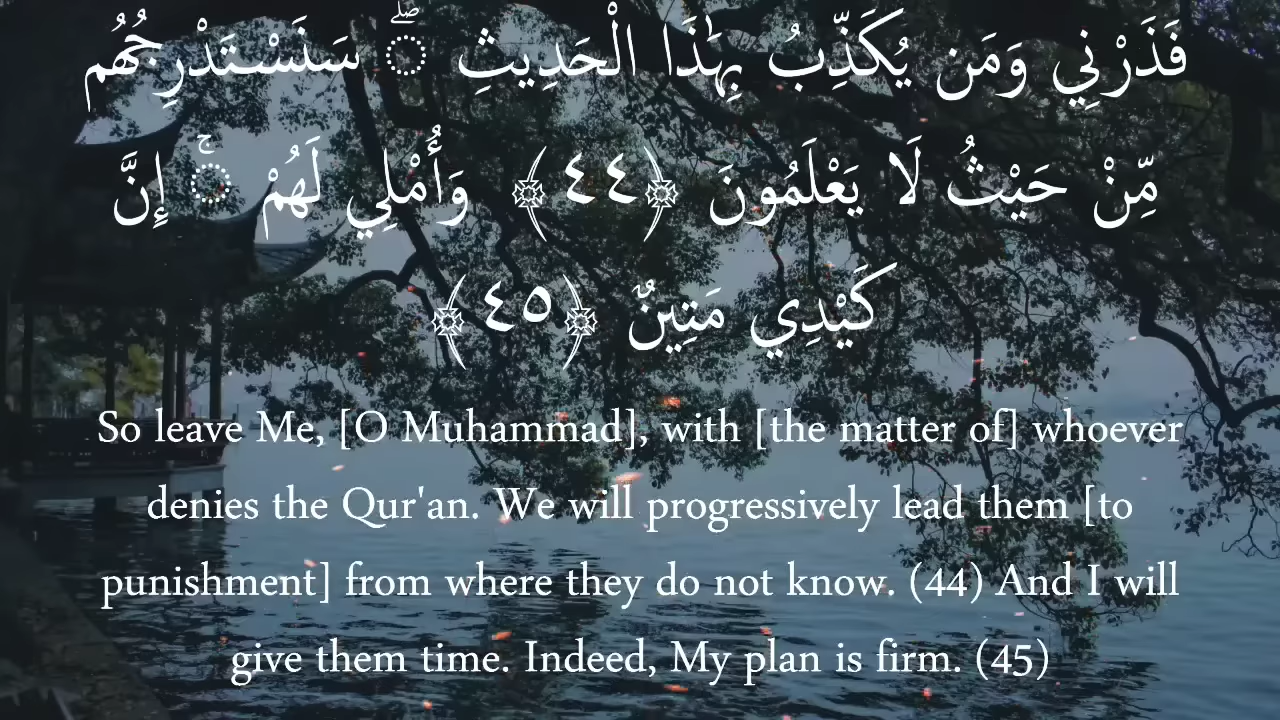 فَذَرْنِي وَمَن يُكَذِّبُ بِهَٰذَا الْحَدِيثِ ۖ سَنَسْتَدْرِجُهُم
مِّنْ حَيْثُ لَا يَعْلَمُونَ ﴿٤٤﴾ وَأُمْلِي لَهُمْ ۚ إِنَّ
كَيْدِي مَتِينٌ ﴿٤٥﴾
So leave Me, [O Muhammad], with [the matter of] whoever
denies the Qur'an. We will progressively lead them [to
punishment] from where they do not know. (44) And I will
give them time. Indeed, My plan is firm. (45)